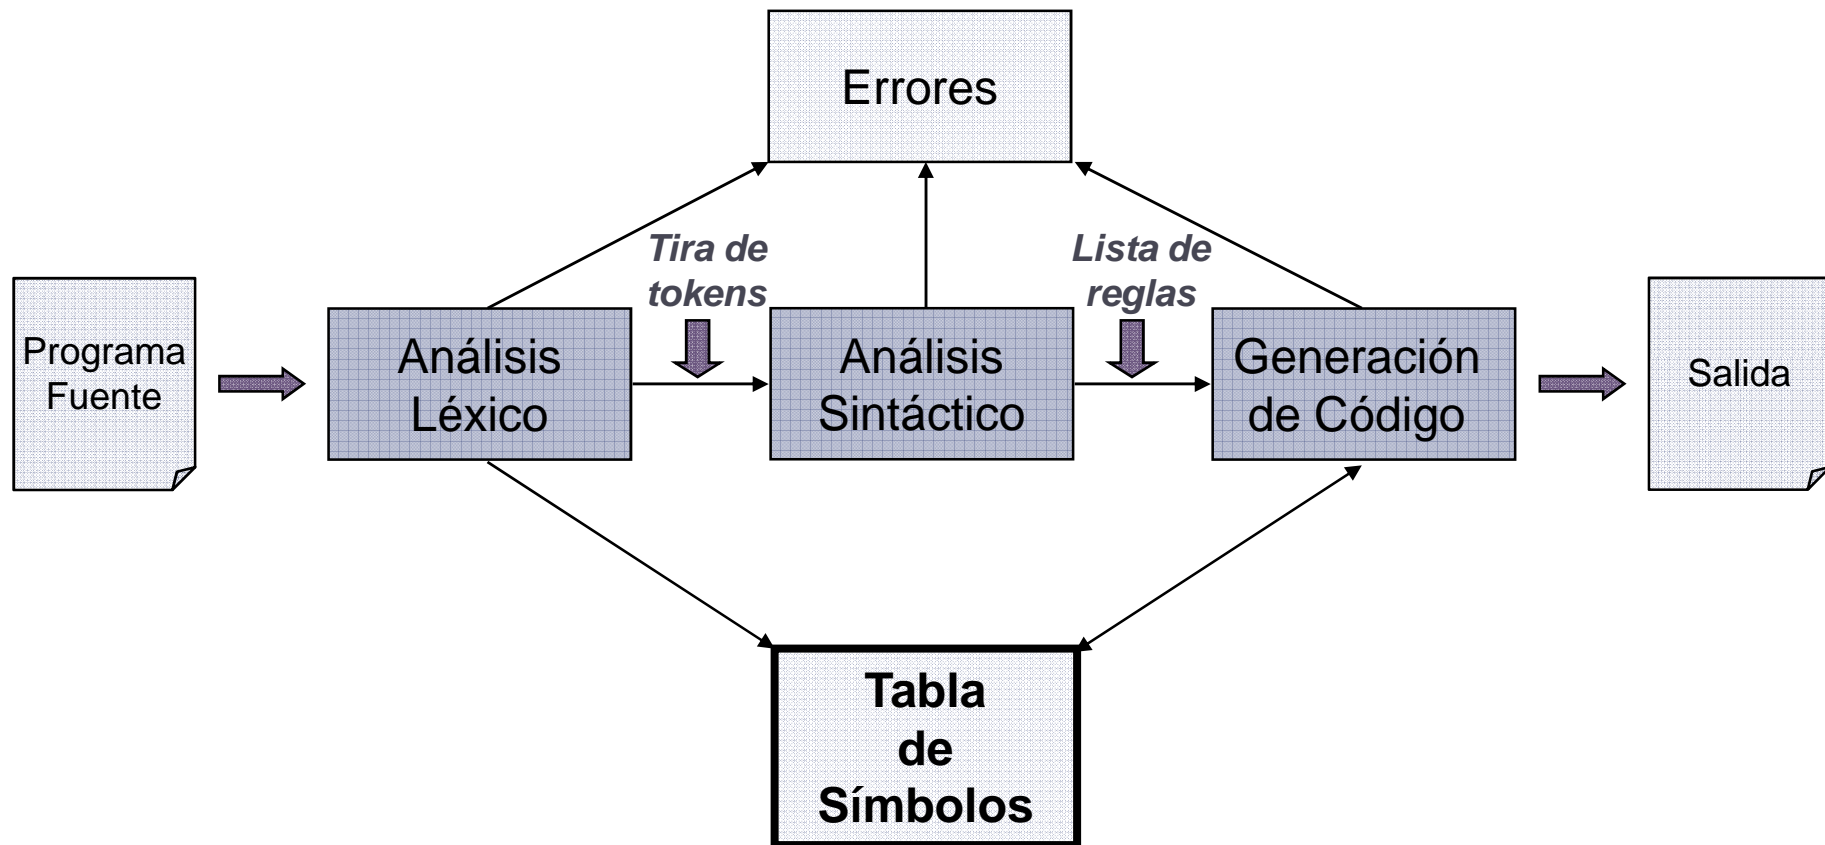 Errores
Tira de
tokens
Lista de
reglas
Programa
Fuente
Análisis
Léxico
Análisis
Sintáctico
Generación
de Código
Salida
Tabla
de
Símbolos